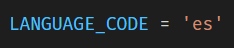 LANGUAGE_CODE = 'es'